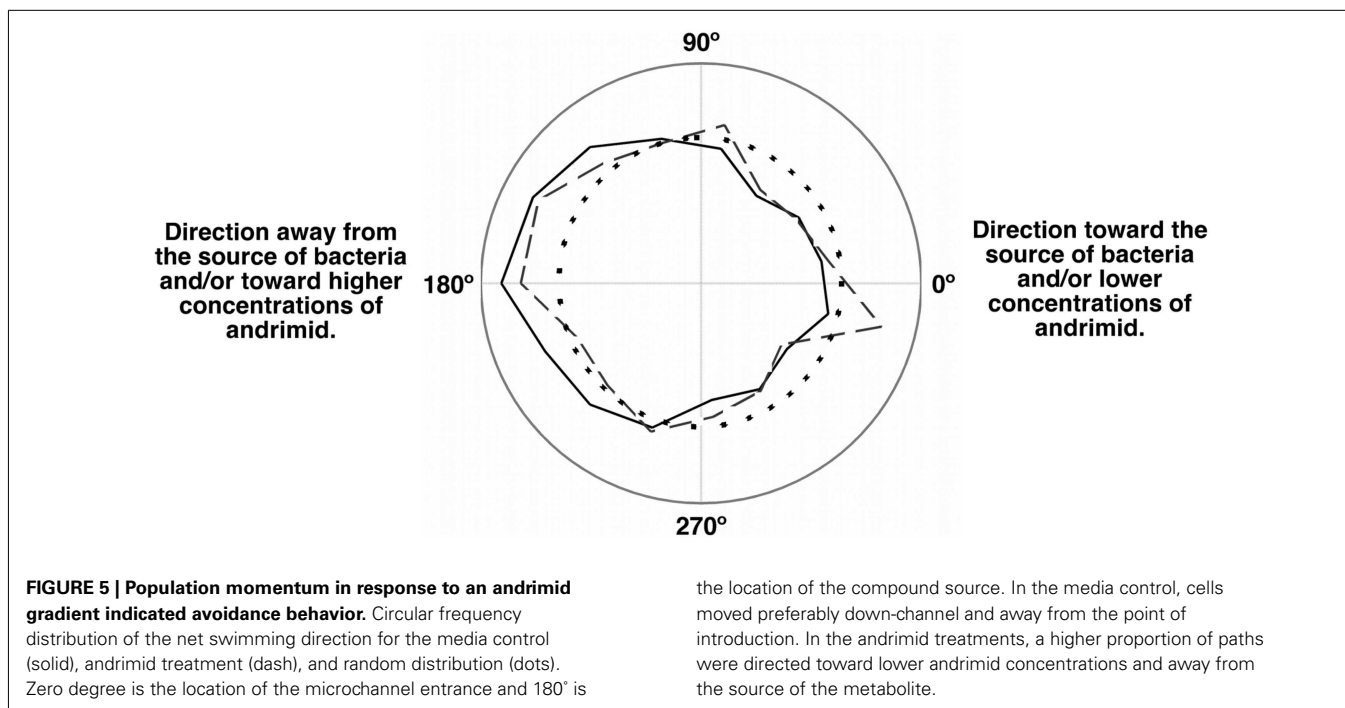 90º
Direction away from
the source of bacteria
and/or toward higher
concentrations of
andrimid.
180º
0º
Direction toward the
source of bacteria
and/or lower
concentrations of
andrimid.
270º
FIGURE 5 | Population momentum in response to an andrimid
gradient indicated avoidance behavior. Circular frequency
distribution of the net swimming direction for the media control
(solid), andrimid treatment (dash), and random distribution (dots).
Zero degree is the location of the microchannel entrance and 180˚ is
the location of the compound source. In the media control, cells
moved preferably down-channel and away from the point of
introduction. In the andrimid treatments, a higher proportion of paths
were directed toward lower andrimid concentrations and away from
the source of the metabolite.